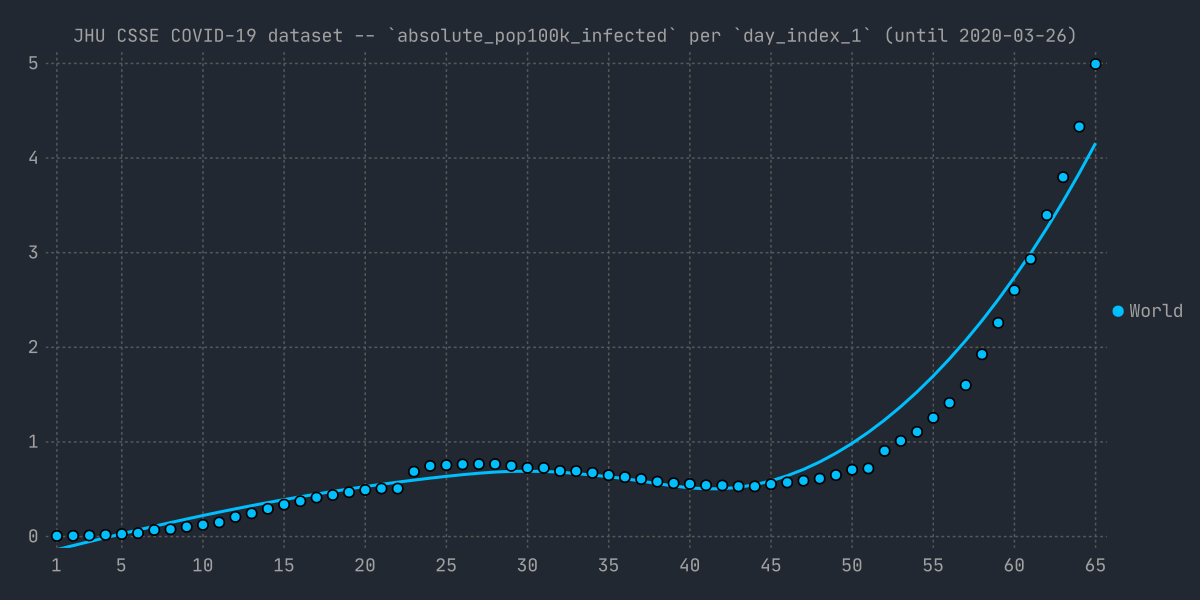 JHU CSSE COVID-19 dataset -- `absolute_pop100k_infected` per `day_index_1` (until 2020-03-26)
5
4
3
2
1
0
World
1 5 10 15 20 25 30 35 40 45 50 55 60 65